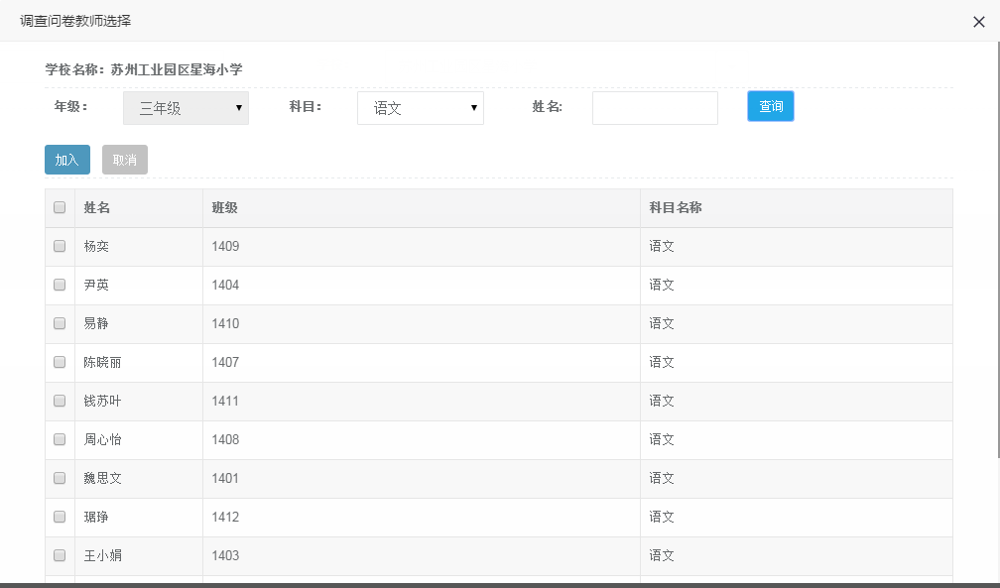 调查问卷教师选择
学校名称：苏州工业园区星海小学
年级： 三年级 科目： 语文 姓名: 查询
加入 取消
姓名 班级 科目名称
杨奕 1409 语文
尹英 1404 语文
易静 1410 语文
陈晓丽 1407 语文
钱苏叶 1411 语文
周心怡 1408 语文
魏思文 1401 语文
琚琤 1412 语文
王小娟 1403 语文